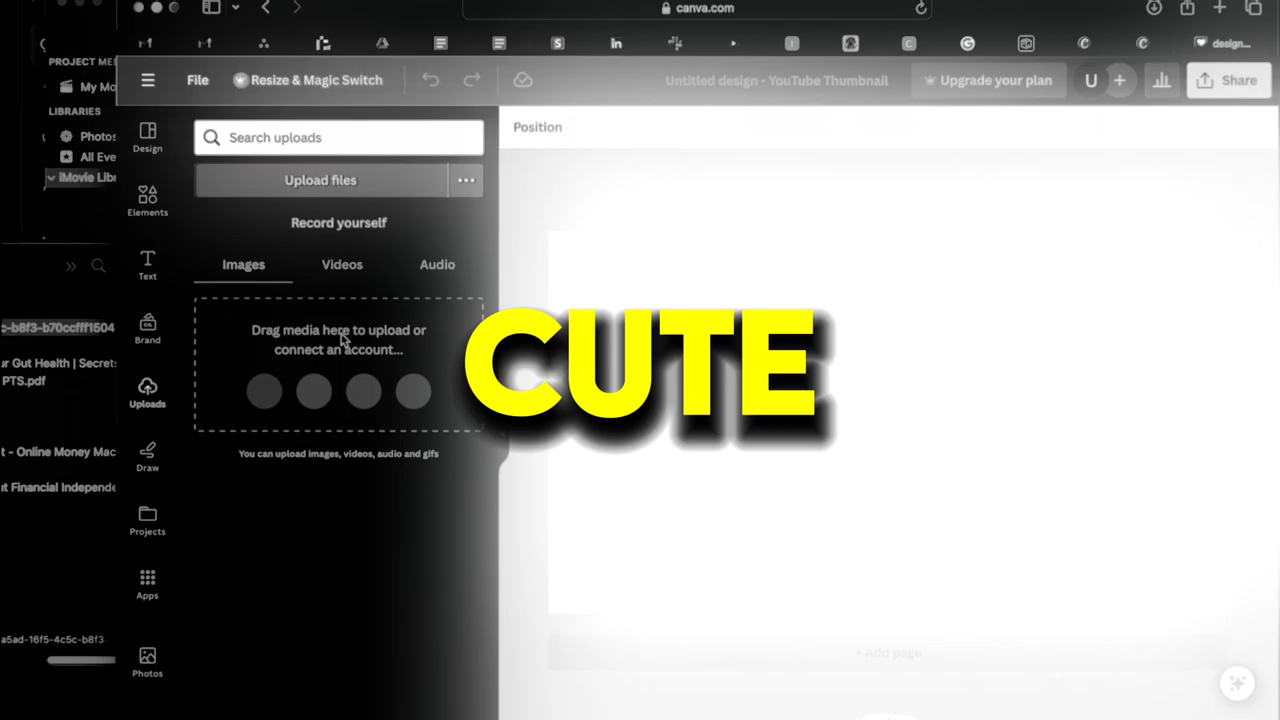 canva.com
design...
PROJECT ME
My Mo
LIBRARIES
Photos
All Eve
iMovie Libr
c-b8f3-b70ccfff1504
ur Gut Health | Secrets
PTS.pdf
t - Online Money Mac
t Financial Independe
a5ad-16f5-4c5c-b8f3
File
Resize & Magic Switch
Untitled design - YouTube Thumbnail
Upgrade your plan
U
Share
Design
Elements
Text
Brand
Uploads
Draw
Projects
Apps
Photos
Search uploads
Upload files
Record yourself
Images Videos Audio
Drag media here to upload or
connect an account...
You can upload images, videos, audio and gifs
Position
CUTE
+ Add page